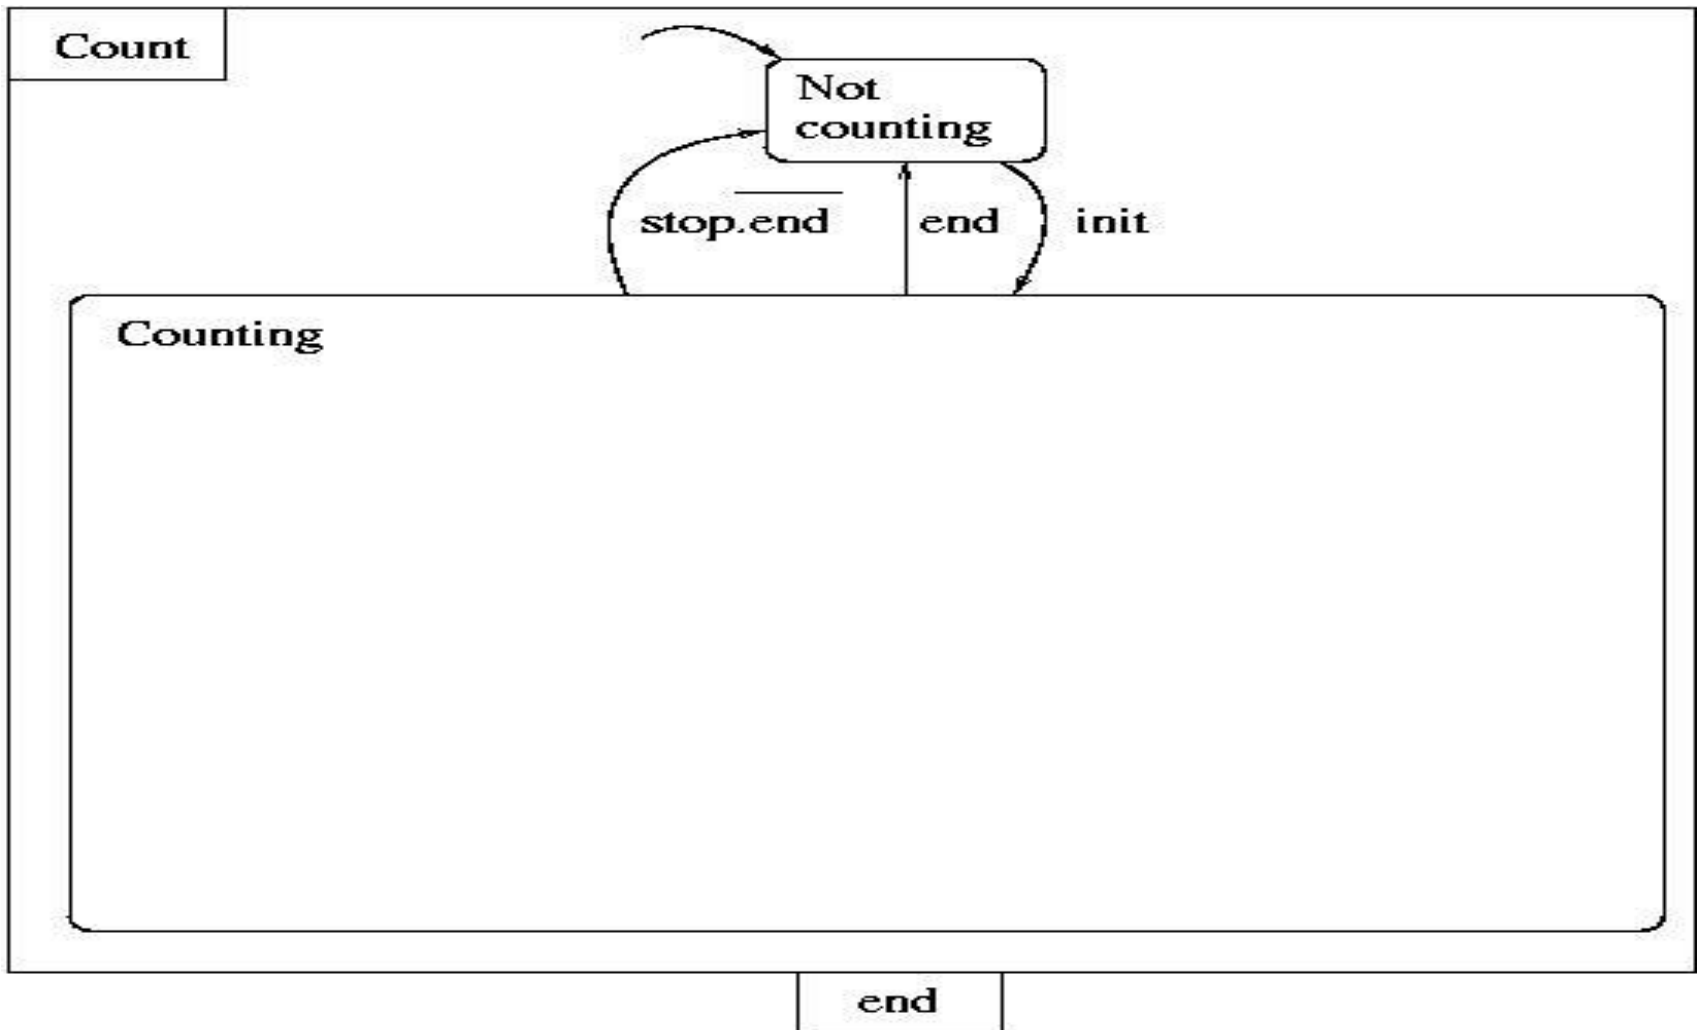 Count
Not
counting
stop.end
end
init
Counting
end